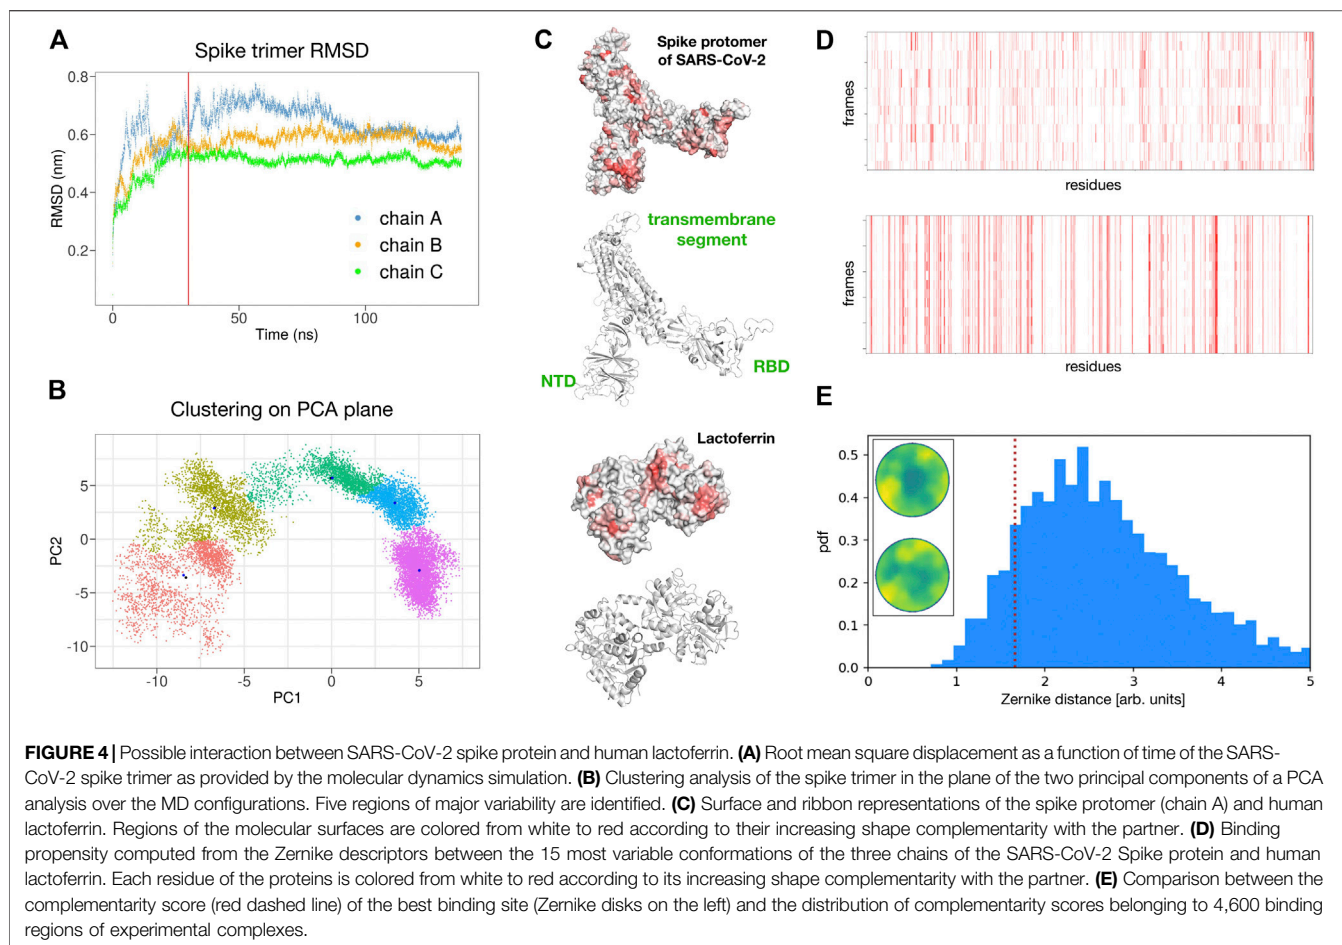 A
Spike trimer RMSD
0.8
0.6
0.4
0.2
RMSD (nm)
chain A
chain B
chain C
0
50
100
Time (ns)
B
Clustering on PCA plane
5
0
-5
-10
PC2
-10
-5
0
5
PC1
C
Spike protomer
of SARS-CoV-2
transmembrane
segment
NTD
RBD
Lactoferrin
D
frames
residues
frames
residues
E
0.5
0.4
0.3
0.2
0.1
0.0
pdf
0
1
2
3
4
5
Zernike distance [arb. units]
FIGURE 4 | Possible interaction between SARS-CoV-2 spike protein and human lactoferrin. (A) Root mean square displacement as a function of time of the SARS-
CoV-2 spike trimer as provided by the molecular dynamics simulation. (B) Clustering analysis of the spike trimer in the plane of the two principal components of a PCA
analysis over the MD configurations. Five regions of major variability are identified. (C) Surface and ribbon representations of the spike protomer (chain A) and human
lactoferrin. Regions of the molecular surfaces are colored from white to red according to their increasing shape complementarity with the partner. (D) Binding
propensity computed from the Zernike descriptors between the 15 most variable conformations of the three chains of the SARS-CoV-2 Spike protein and human
lactoferrin. Each residue of the proteins is colored from white to red according to its increasing shape complementarity with the partner. (E) Comparison between the
complementarity score (red dashed line) of the best binding site (Zernike disks on the left) and the distribution of complementarity scores belonging to 4,600 binding
regions of experimental complexes.